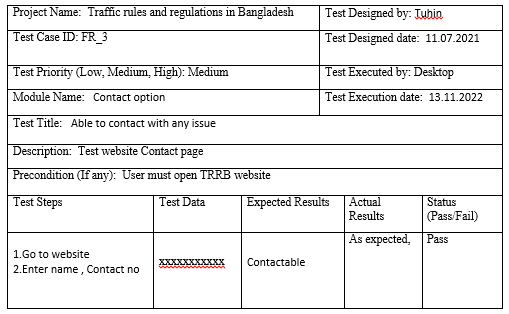 Project Name: Traffic rules and regulations in Bangladesh
Test Designed by: Tuhin
Test Case ID: FR_3
Test Designed date: 11.07.2021
Test Priority (Low, Medium, High): Medium
Test Executed by: Desktop
Module Name: Contact option
Test Execution date: 13.11.2022
Test Title: Able to contact with any issue
Description: Test website Contact page
Precondition (If any): User must open TRRB website
Test Steps
Test Data
Expected Results
Actual
Results
Status
(Pass/Fail)
1.Go to website
2.Enter name , Contact no
xxxxxxxxxxx
Contactable
As expected,
Pass